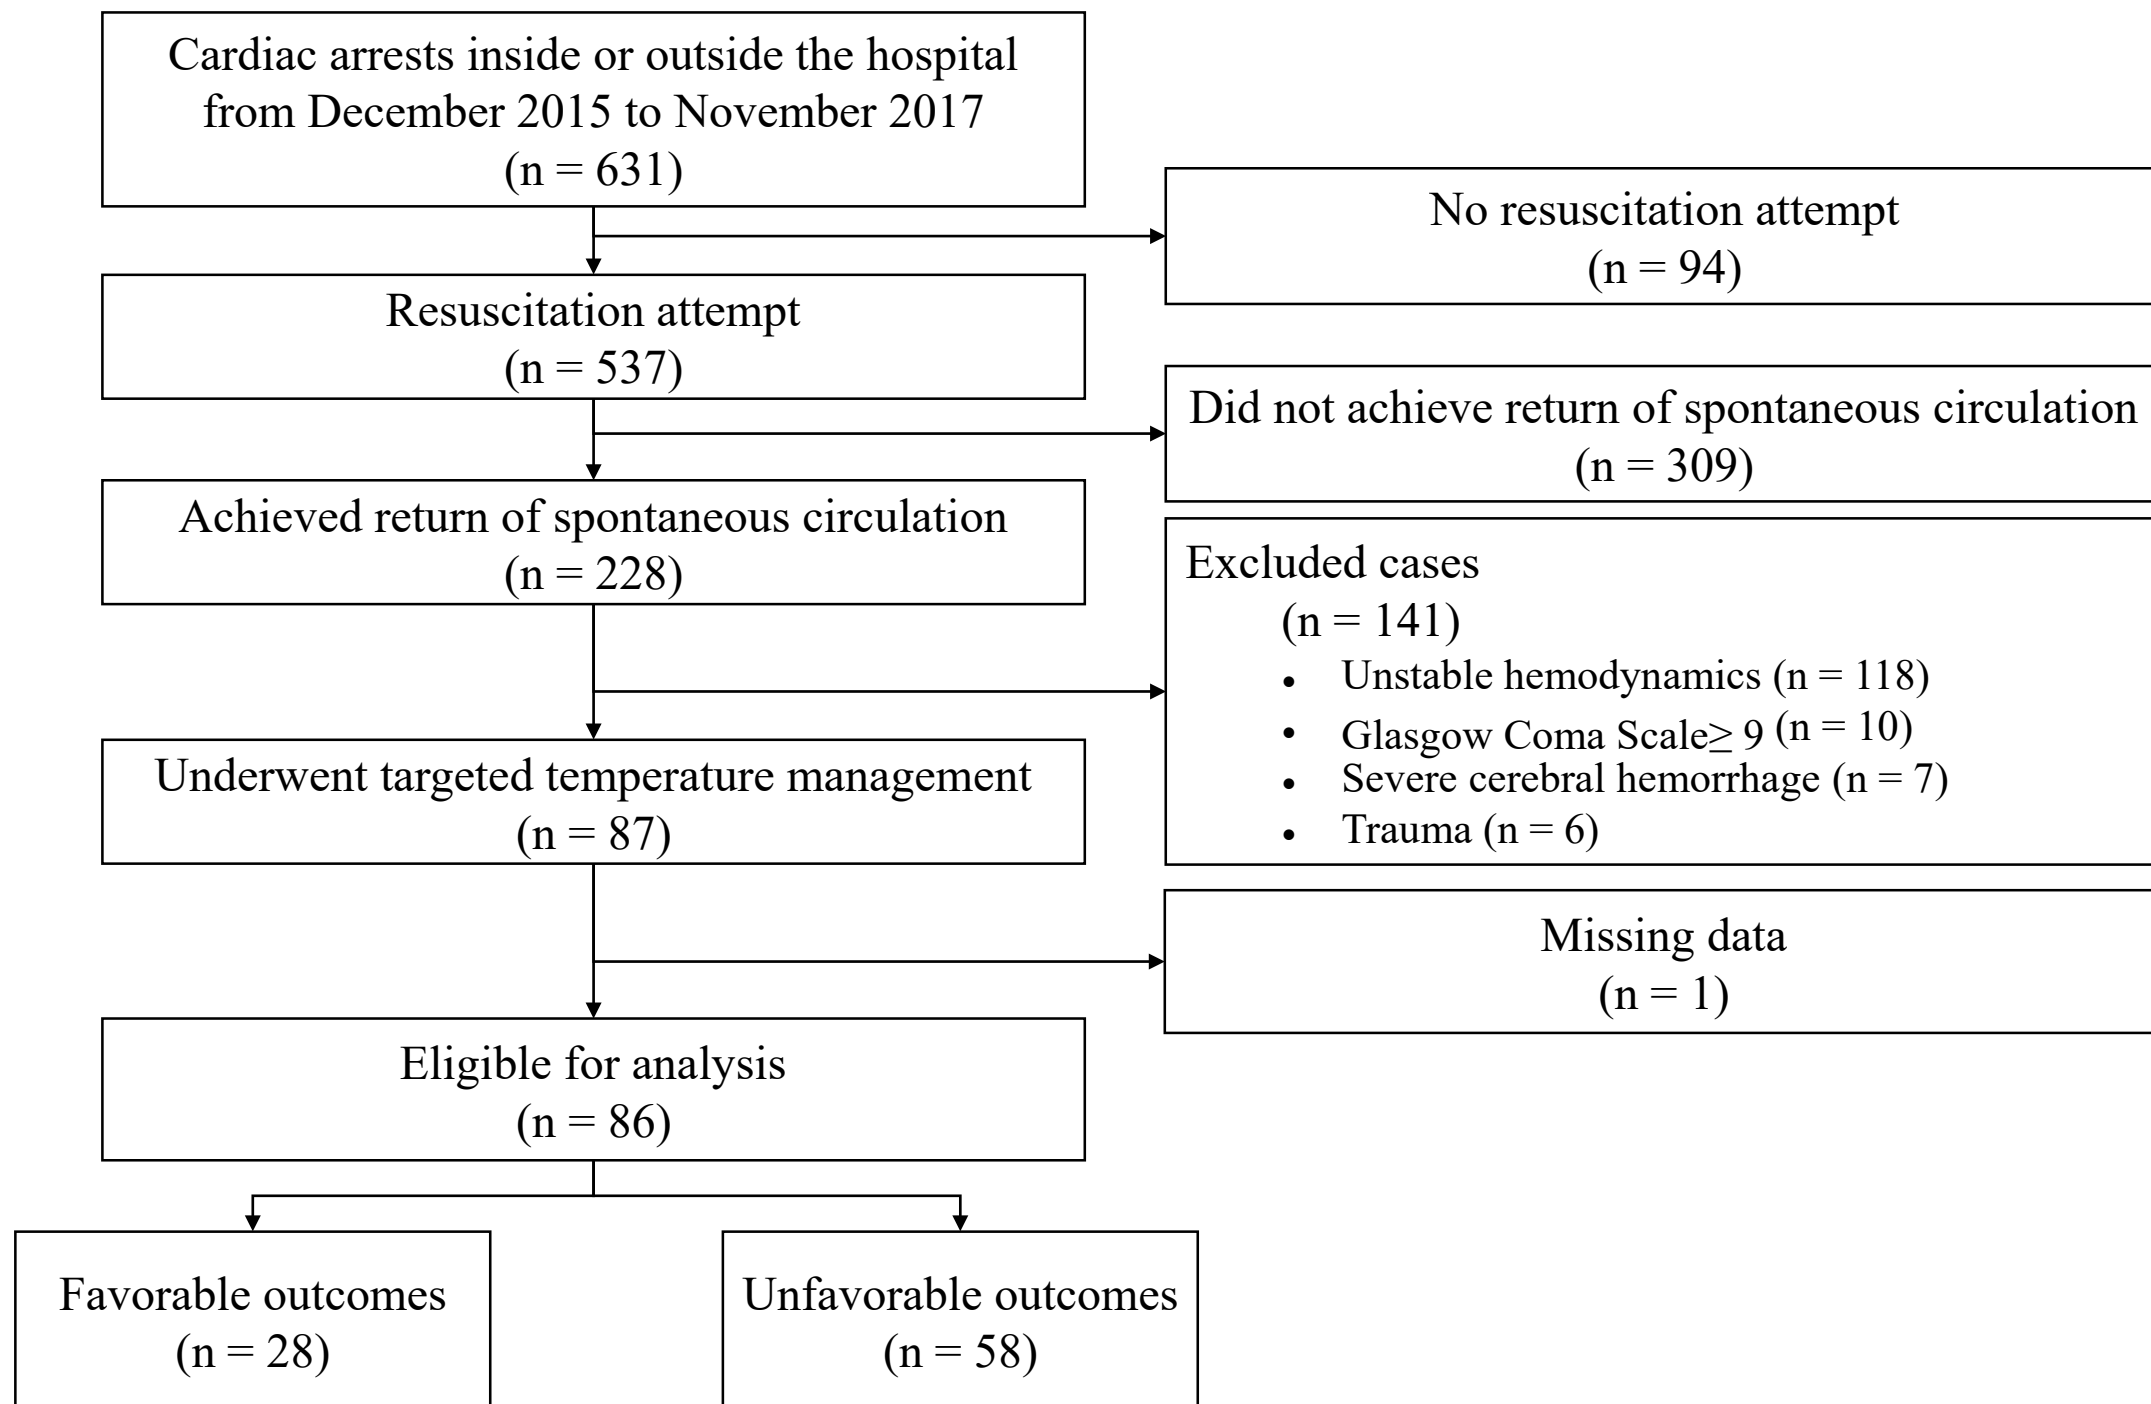 Cardiac arrests inside or outside the hospital
from December 2015 to November 2017
(n = 631)
No resuscitation attempt
(n = 94)
Resuscitation attempt
(n = 537)
Did not achieve return of spontaneous circulation
(n = 309)
Achieved return of spontaneous circulation
(n = 228)
Excluded cases
(n = 141)
• Unstable hemodynamics (n = 118)
• Glasgow Coma Scale≥ 9 (n = 10)
• Severe cerebral hemorrhage (n = 7)
• Trauma (n = 6)
Underwent targeted temperature management
(n = 87)
Missing data
(n = 1)
Eligible for analysis
(n = 86)
Favorable outcomes
(n = 28)
Unfavorable outcomes
(n = 58)